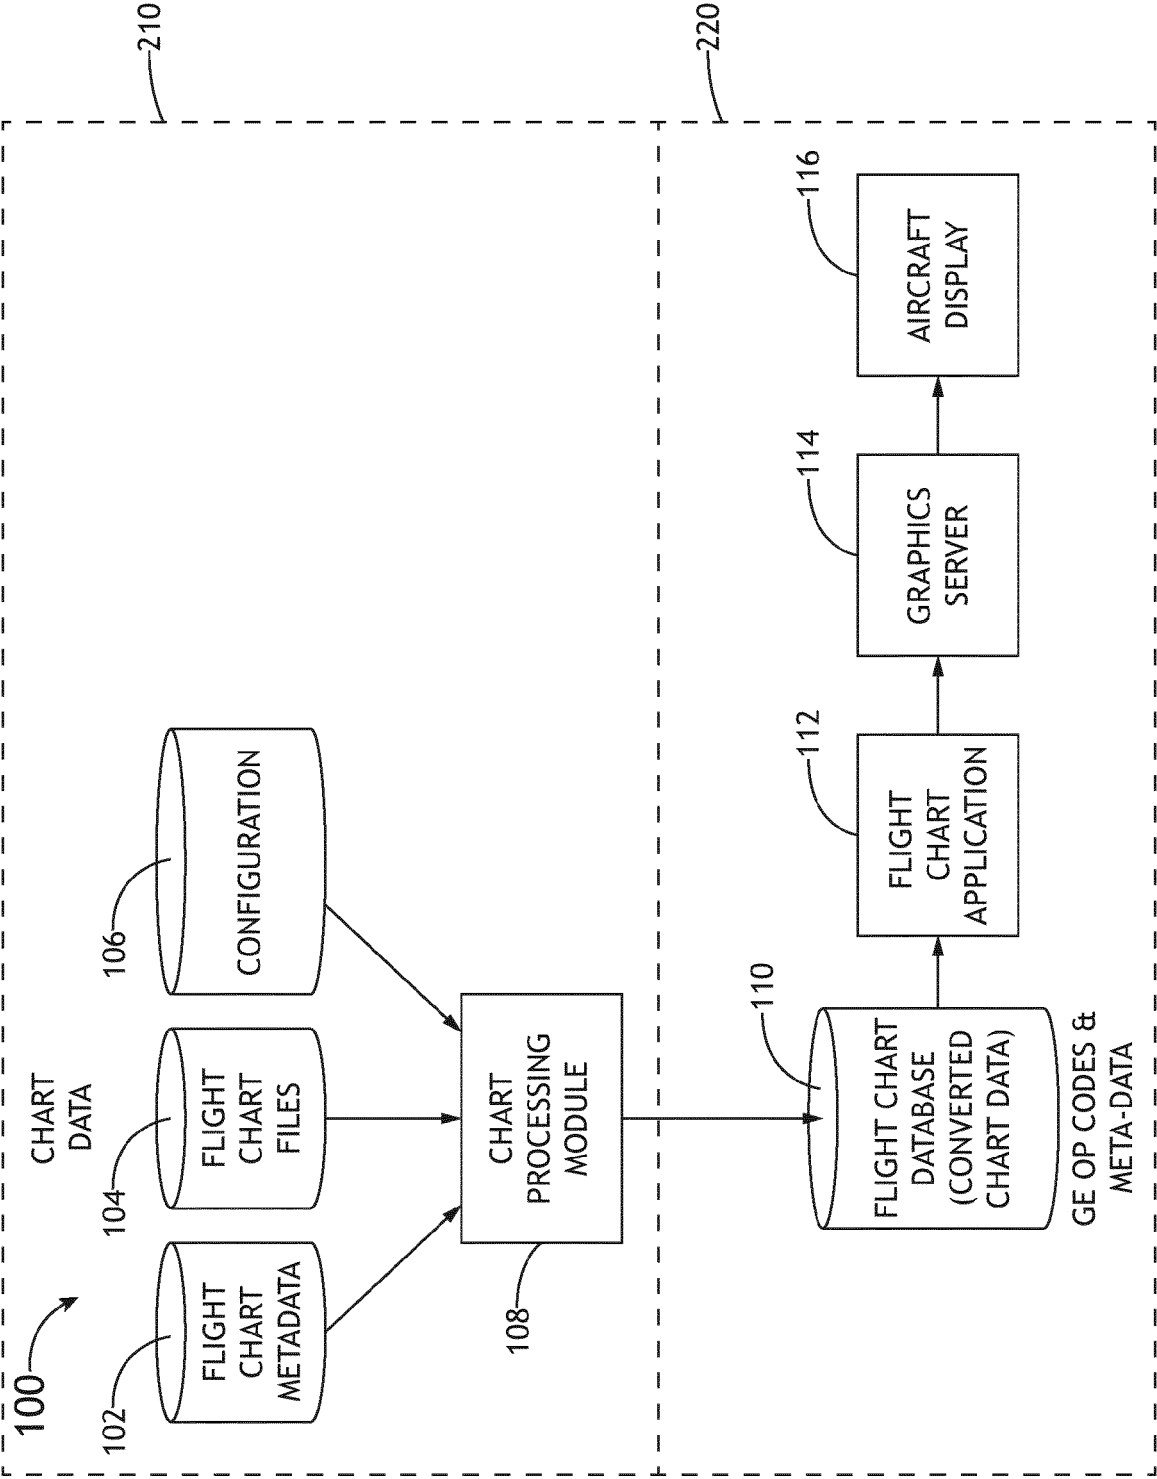 100
CHART
DATA
102
FLIGHT
CHART
METADATA
104
FLIGHT
CHART
FILES
106
CONFIGURATION
210
108
CHART
PROCESSING
MODULE
110
FLIGHT CHART
DATABASE
(CONVERTED
CHART DATA)
GE OP CODES &
META-DATA
112
FLIGHT
CHART
APPLICATION
114
GRAPHICS
SERVER
116
AIRCRAFT
DISPLAY
220